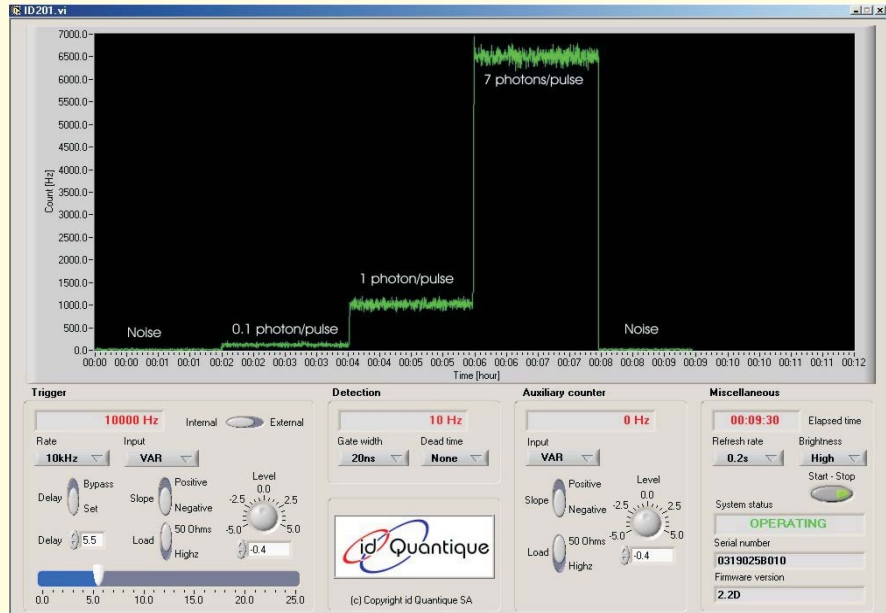 ID201.vi
7000.0
6500.0
6000.0
5500.0
5000.0
4500.0
4000.0
3500.0
3000.0
2500.0
2000.0
1500.0
1000.0
500.0
0.0
Count [Hz]
7 photons/pulse
1 photon/pulse
0.1 photon/pulse
Noise
Noise
00:00 00:00 00:01 00:01 00:02 00:02 00:03 00:03 00:04 00:04 00:05 00:05 00:06 00:06 00:07 00:07 00:08 00:08 00:09 00:09 00:10 00:10 00:11 00:11 00:12
Time [hour]
Trigger
10000 Hz
Internal External
Rate Input
10kHz VAR
Delay Bypass Set
Slope Positive Negative
Level
-5.0 -2.5 0.0 2.5 5.0
Delay 5.5
Load 50 Ohms Highz
-0.4
0.0 5.0 10.0 15.0 20.0 25.0
Detection
10 Hz
Gate width Dead time
20ns None
id Quantique
(c) Copyright id Quantique SA
Auxiliary counter
0 Hz
Input
VAR
Slope Positive Negative
Level
-5.0 -2.5 0.0 2.5 5.0
Load 50 Ohms Highz
-0.4
Miscellaneous
00:09:30 Elapsed time
Refresh rate Brightness
0.2s High
Start - Stop
System status
OPERATING
Serial number
0319025B010
Firmware version
2.2D